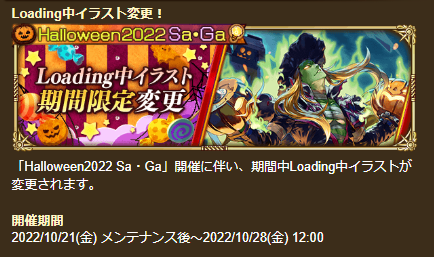 Loading中イラスト変更！
Halloween2022 Sa・Ga
Loading中イラスト
期間限定変更
「Halloween2022 Sa・Ga」開催に伴い、期間中Loading中イラストが
変更されます。
開催期間
2022/10/21(金) メンテナンス後～2022/10/28(金) 12:00